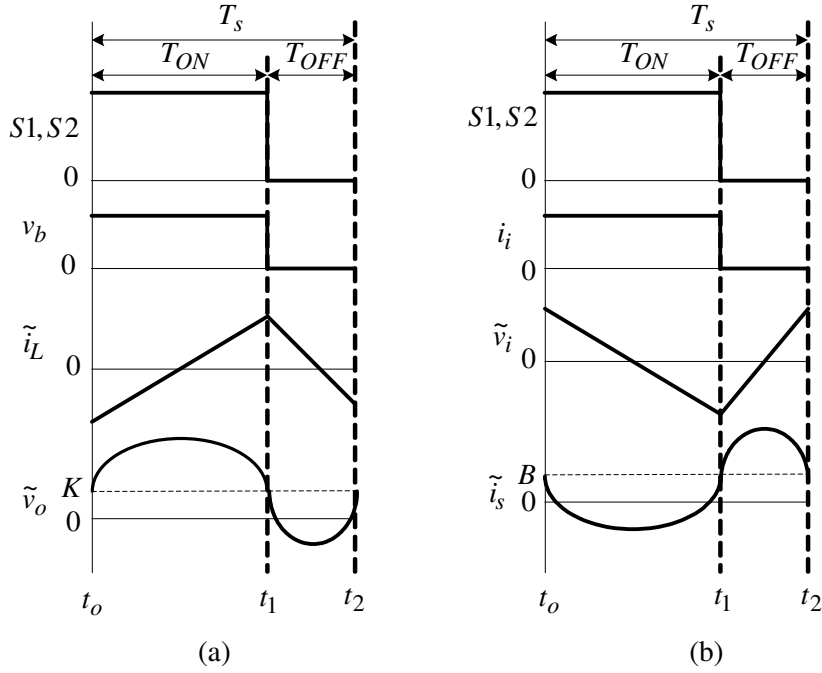 T_s
T_ON T_OFF
S1, S2
0
v_b
0
ĩ_L
0
K
ṽ_o
0
t_o t_1 t_2
(a)
T_s
T_ON T_OFF
S1, S2
0
i_i
0
ṽ_i
0
B
ĩ_s
0
t_o t_1 t_2
(b)